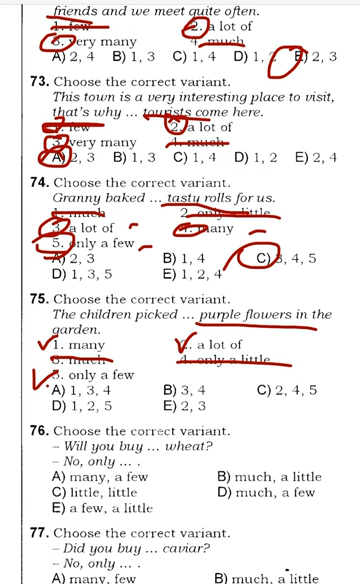 friends and we meet quite often.
1. few 2. a lot of
3. very many 4. much
A) 2, 4 B) 1, 3 C) 1, 4 D) 1, 2 E) 2, 3
73. Choose the correct variant.
This town is a very interesting place to visit,
that's why ... tourists come here.
1. few 2. a lot of
3. very many 4. much
A) 2, 3 B) 1, 3 C) 1, 4 D) 1, 2 E) 2, 4
74. Choose the correct variant.
Granny baked ... tasty rolls for us.
1. much 2. only a little
3. a lot of 4. many
5. only a few
A) 2, 3 B) 1, 4 C) 3, 4, 5
D) 1, 3, 5 E) 1, 2, 4
75. Choose the correct variant.
The children picked ... purple flowers in the
garden.
1. many 2. a lot of
3. much 4. only a little
5. only a few
A) 1, 3, 4 B) 3, 4 C) 2, 4, 5
D) 1, 2, 5 E) 2, 3
76. Choose the correct variant.
– Will you buy ... wheat?
– No, only ... .
A) many, a few B) much, a little
C) little, little D) much, a few
E) a few, a little
77. Choose the correct variant.
– Did you buy ... caviar?
– No, only ... .
A) many, few B) much, a little